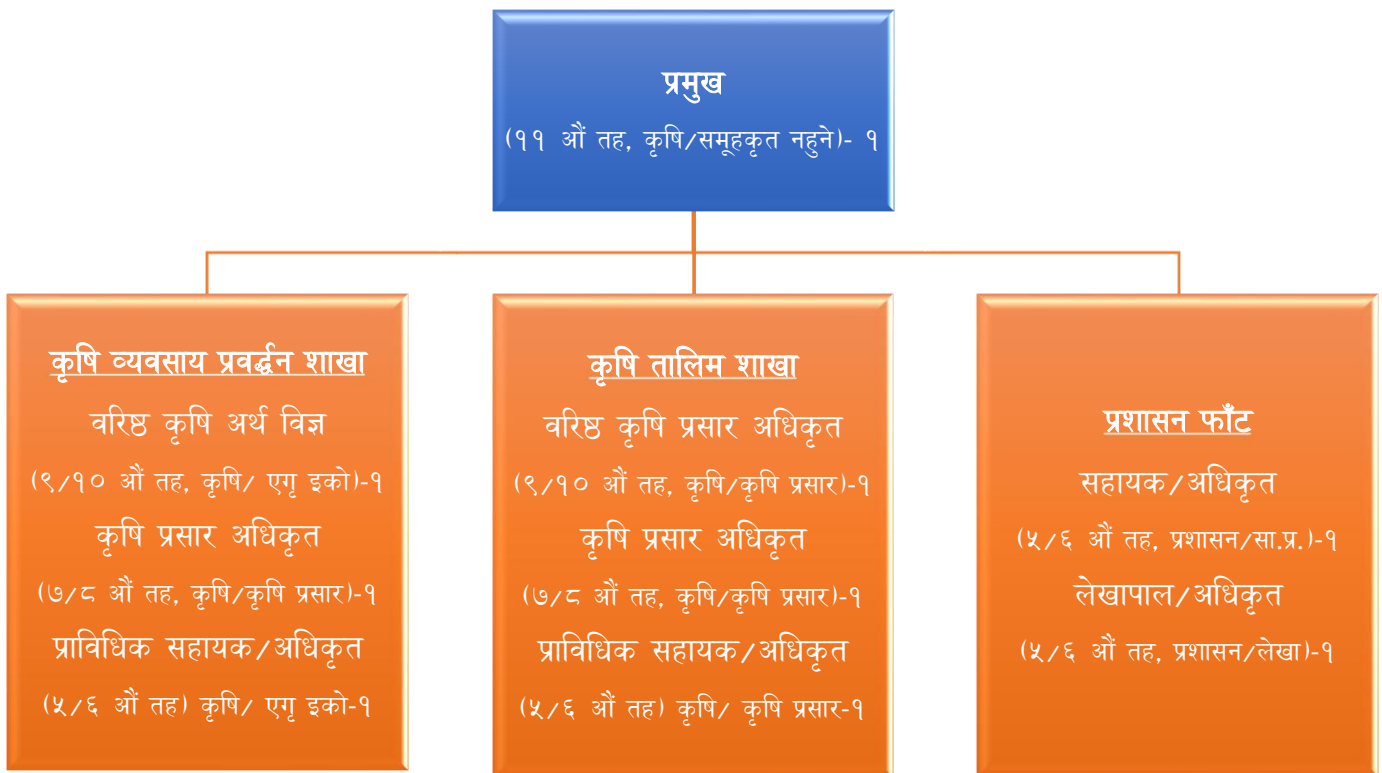 प्रमुख
(११ औं तह, कृषि/समूहकृत नहुने)- १
कृषि व्यवसाय प्रवर्द्धन शाखा
वरिष्ठ कृषि अर्थ विज्ञ
(९/१० औं तह, कृषि/ एगृ इको)-१
कृषि प्रसार अधिकृत
(७/८ औं तह, कृषि/कृषि प्रसार)-१
प्राविधिक सहायक/अधिकृत
(५/६ औं तह) कृषि/ एगृ इको-१
कृषि तालिम शाखा
वरिष्ठ कृषि प्रसार अधिकृत
(९/१० औं तह, कृषि/कृषि प्रसार)-१
कृषि प्रसार अधिकृत
(७/८ औं तह, कृषि/कृषि प्रसार)-१
प्राविधिक सहायक/अधिकृत
(५/६ औं तह) कृषि/ कृषि प्रसार-१
प्रशासन फाँट
सहायक/अधिकृत
(५/६ औं तह, प्रशासन/सा.प्र.)-१
लेखापाल/अधिकृत
(५/६ औं तह, प्रशासन/लेखा)-१